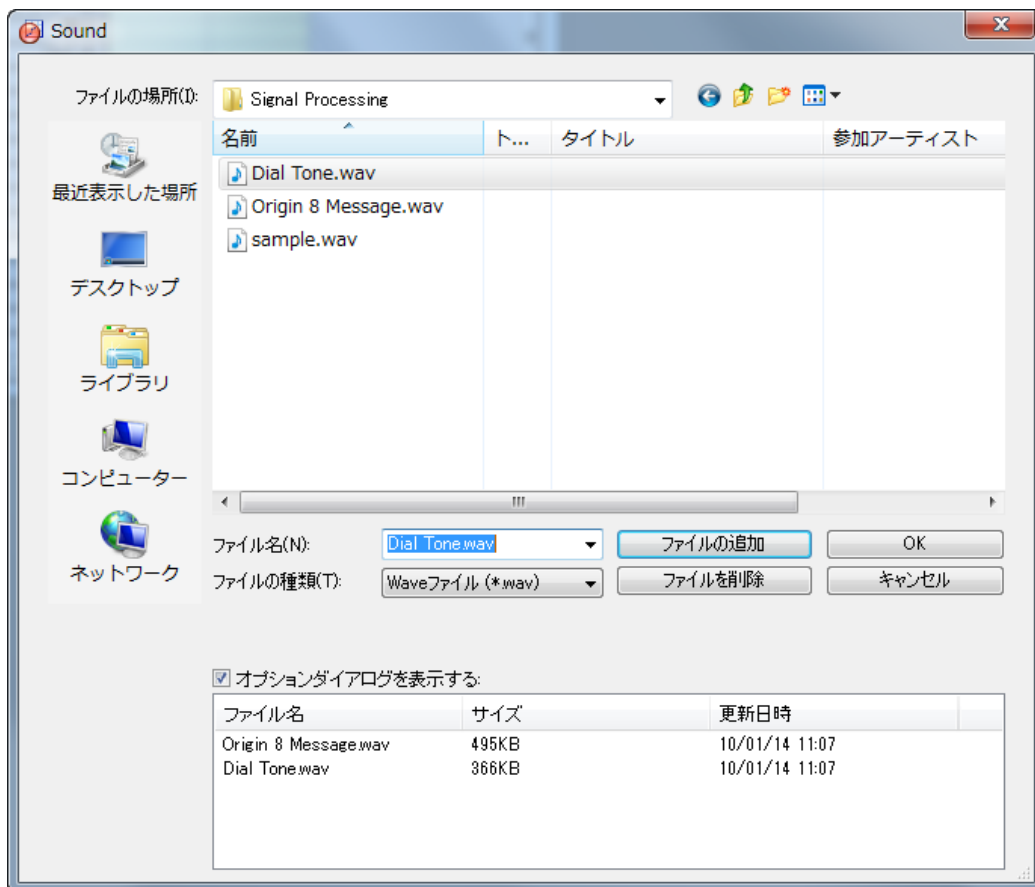 Sound
ファイルの場所(I): Signal Processing
名前 ト... タイトル 参加アーティスト
Dial Tone.wav
Origin 8 Message.wav
sample.wav
最近表示した場所
デスクトップ
ライブラリ
コンピューター
ネットワーク
ファイル名(N): Dial Tone.wav ファイルの追加 OK
ファイルの種類(T): Waveファイル (*.wav) ファイルを削除 キャンセル
オプションダイアログを表示する:
ファイル名 サイズ 更新日時
Origin 8 Message.wav 495KB 10/01/14 11:07
Dial Tone.wav 366KB 10/01/14 11:07